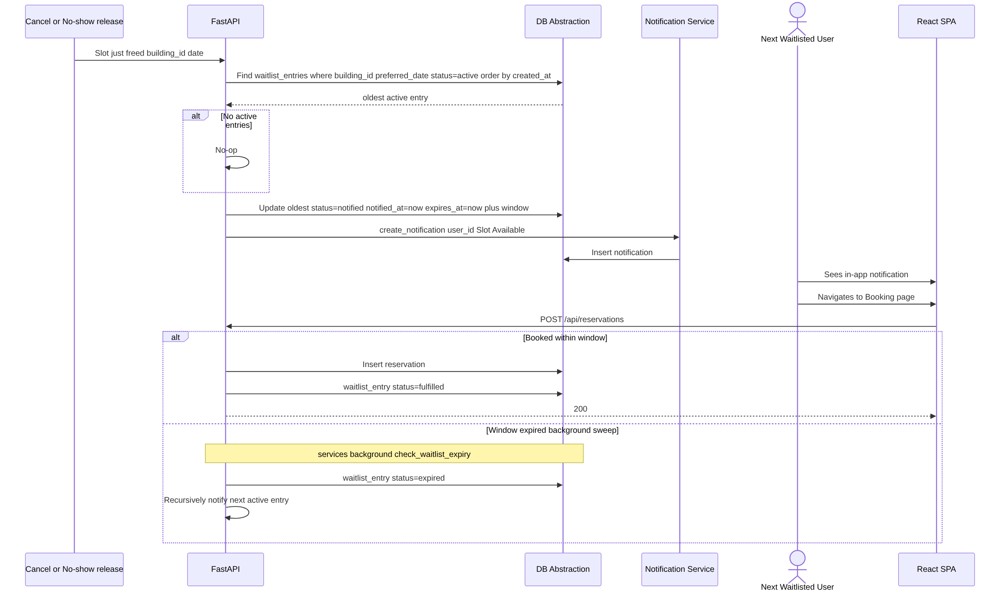 Cancel or No-show release
FastAPI
DB Abstraction
Notification Service
Next Waitlisted User
React SPA
Slot just freed building_id date
Find waitlist_entries where building_id preferred_date status=active order by created_at
oldest active entry
alt
[No active
entries]
No-op
Update oldest status=notified notified_at=now expires_at=now plus window
create_notification user_id Slot Available
Insert notification
Sees in-app notification
Navigates to Booking page
POST /api/reservations
alt
[Booked within window]
Insert reservation
waitlist_entry status=fulfilled
200
[Window expired background sweep]
services background check_waitlist_expiry
waitlist_entry status=expired
Recursively notify next active entry
Cancel or No-show release
FastAPI
DB Abstraction
Notification Service
Next Waitlisted User
React SPA